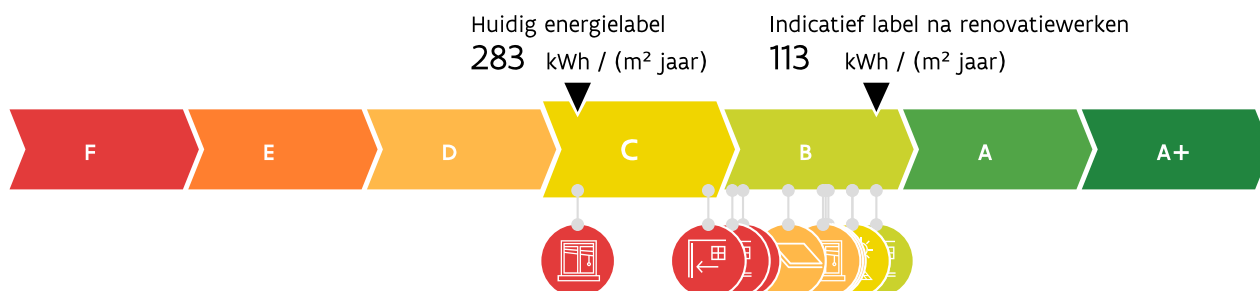 Huidig energielabel
283 kWh / (m² jaar)
Indicatief label na renovatiewerken
113 kWh / (m² jaar)
F E D C B A A+